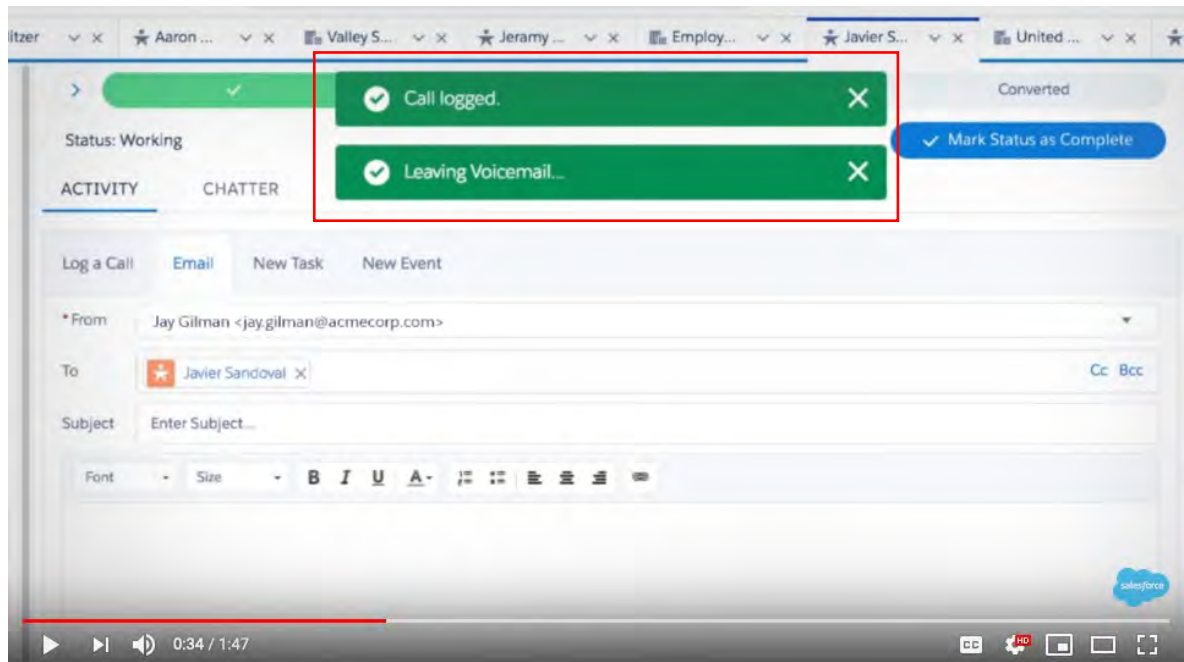 itzer Aaron ... Valley S... Jeramy ... Employ... Javier S... United ...
Call logged.
Converted
Status: Working
Mark Status as Complete
Leaving Voicemail...
ACTIVITY CHATTER
Log a Call Email New Task New Event
*From Jay Gilman <jay.gilman@acmecorp.com>
To Javier Sandoval Cc Bcc
Subject Enter Subject...
Font Size B I U A
salesforce
0:34 / 1:47 CC HD